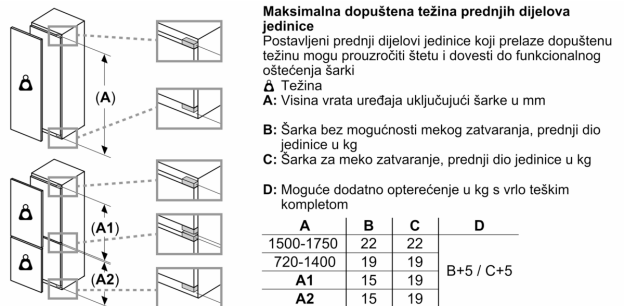 Maksimalna dopuštena težina prednjih dijelova
jedinice
Postavljeni prednji dijelovi jedinice koji prelaze dopuštenu
težinu mogu prouzročiti štetu i dovesti do funkcionalnog
oštećenja šarki
Težina
A: Visina vrata uređaja uključujući šarke u mm
B: Šarka bez mogućnosti mekog zatvaranja, prednji dio
jedinice u kg
C: Šarka za meko zatvaranje, prednji dio jedinice u kg
D: Moguće dodatno opterećenje u kg s vrlo teškim
kompletom
A B C D
1500-1750 22 22
720-1400 19 19
B+5 / C+5
A1 15 19
A2 15 19
(A)
(A1)
(A2)